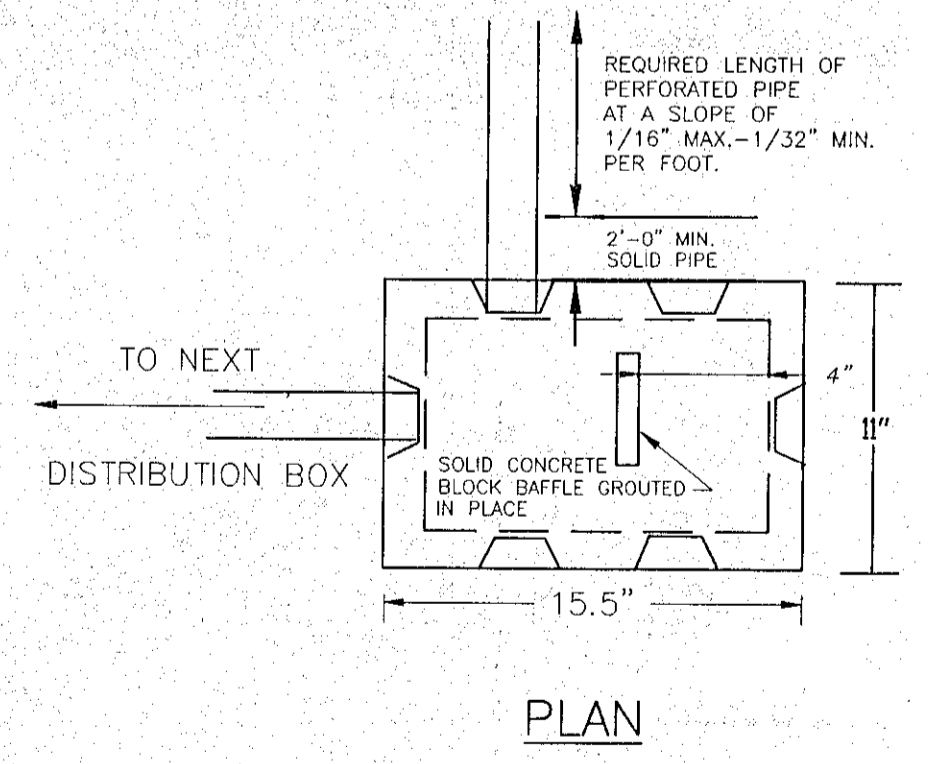 REQUIRED LENGTH OF
PERFORATED PIPE
AT A SLOPE OF
1/16" MAX.-1/32" MIN.
PER FOOT.
2'-0" MIN.
SOLID PIPE
TO NEXT
DISTRIBUTION BOX
4"
11"
SOLID CONCRETE
BLOCK BAFFLE GROUTED
IN PLACE
15.5"
PLAN